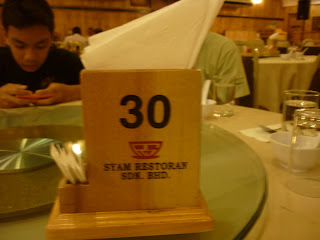 30
SYAM RESTORAN
SDN. BHD.